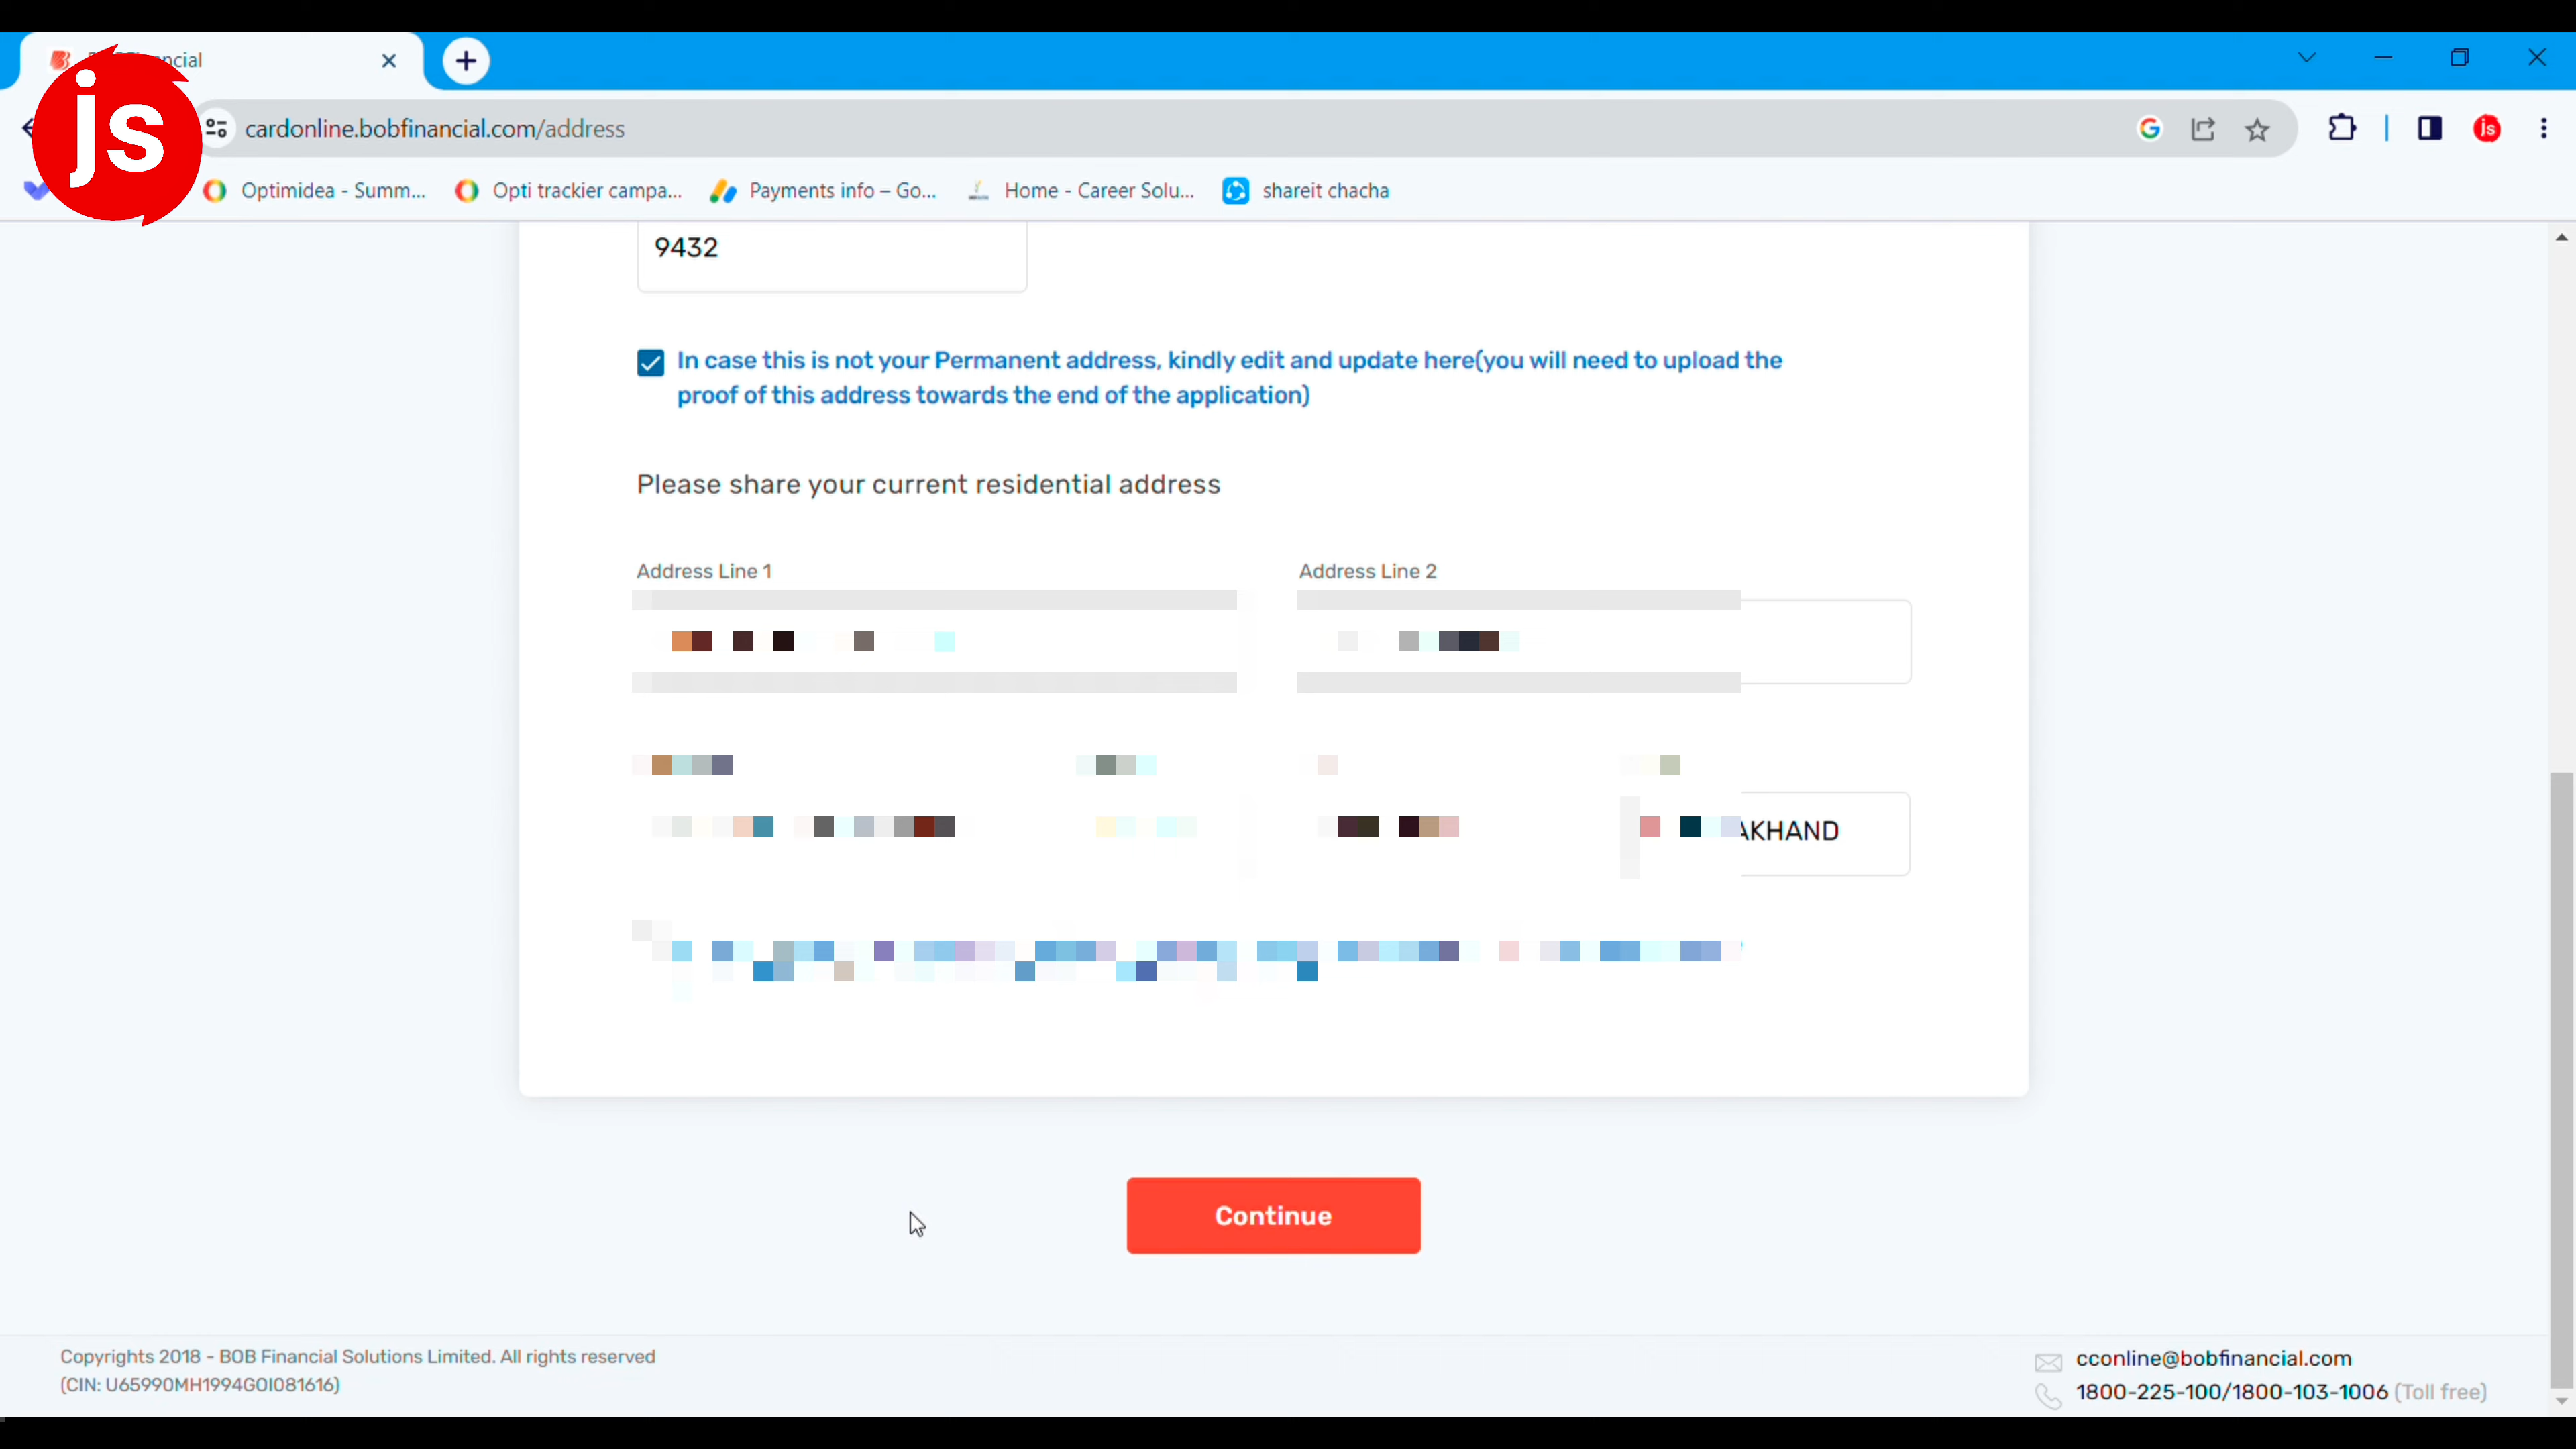 js
ncial
cardonline.bobfinancial.com/address
Optimidea - Summ... Opti trackier campa... Payments info – Go... Home - Career Solu... shareit chacha
9432
In case this is not your Permanent address, kindly edit and update here(you will need to upload the
proof of this address towards the end of the application)
Please share your current residential address
Address Line 1 Address Line 2
AKHAND
Continue
Copyrights 2018 - BOB Financial Solutions Limited. All rights reserved
(CIN: U65990MH1994GOI081616)
cconline@bobfinancial.com
1800-225-100/1800-103-1006 (Toll free)